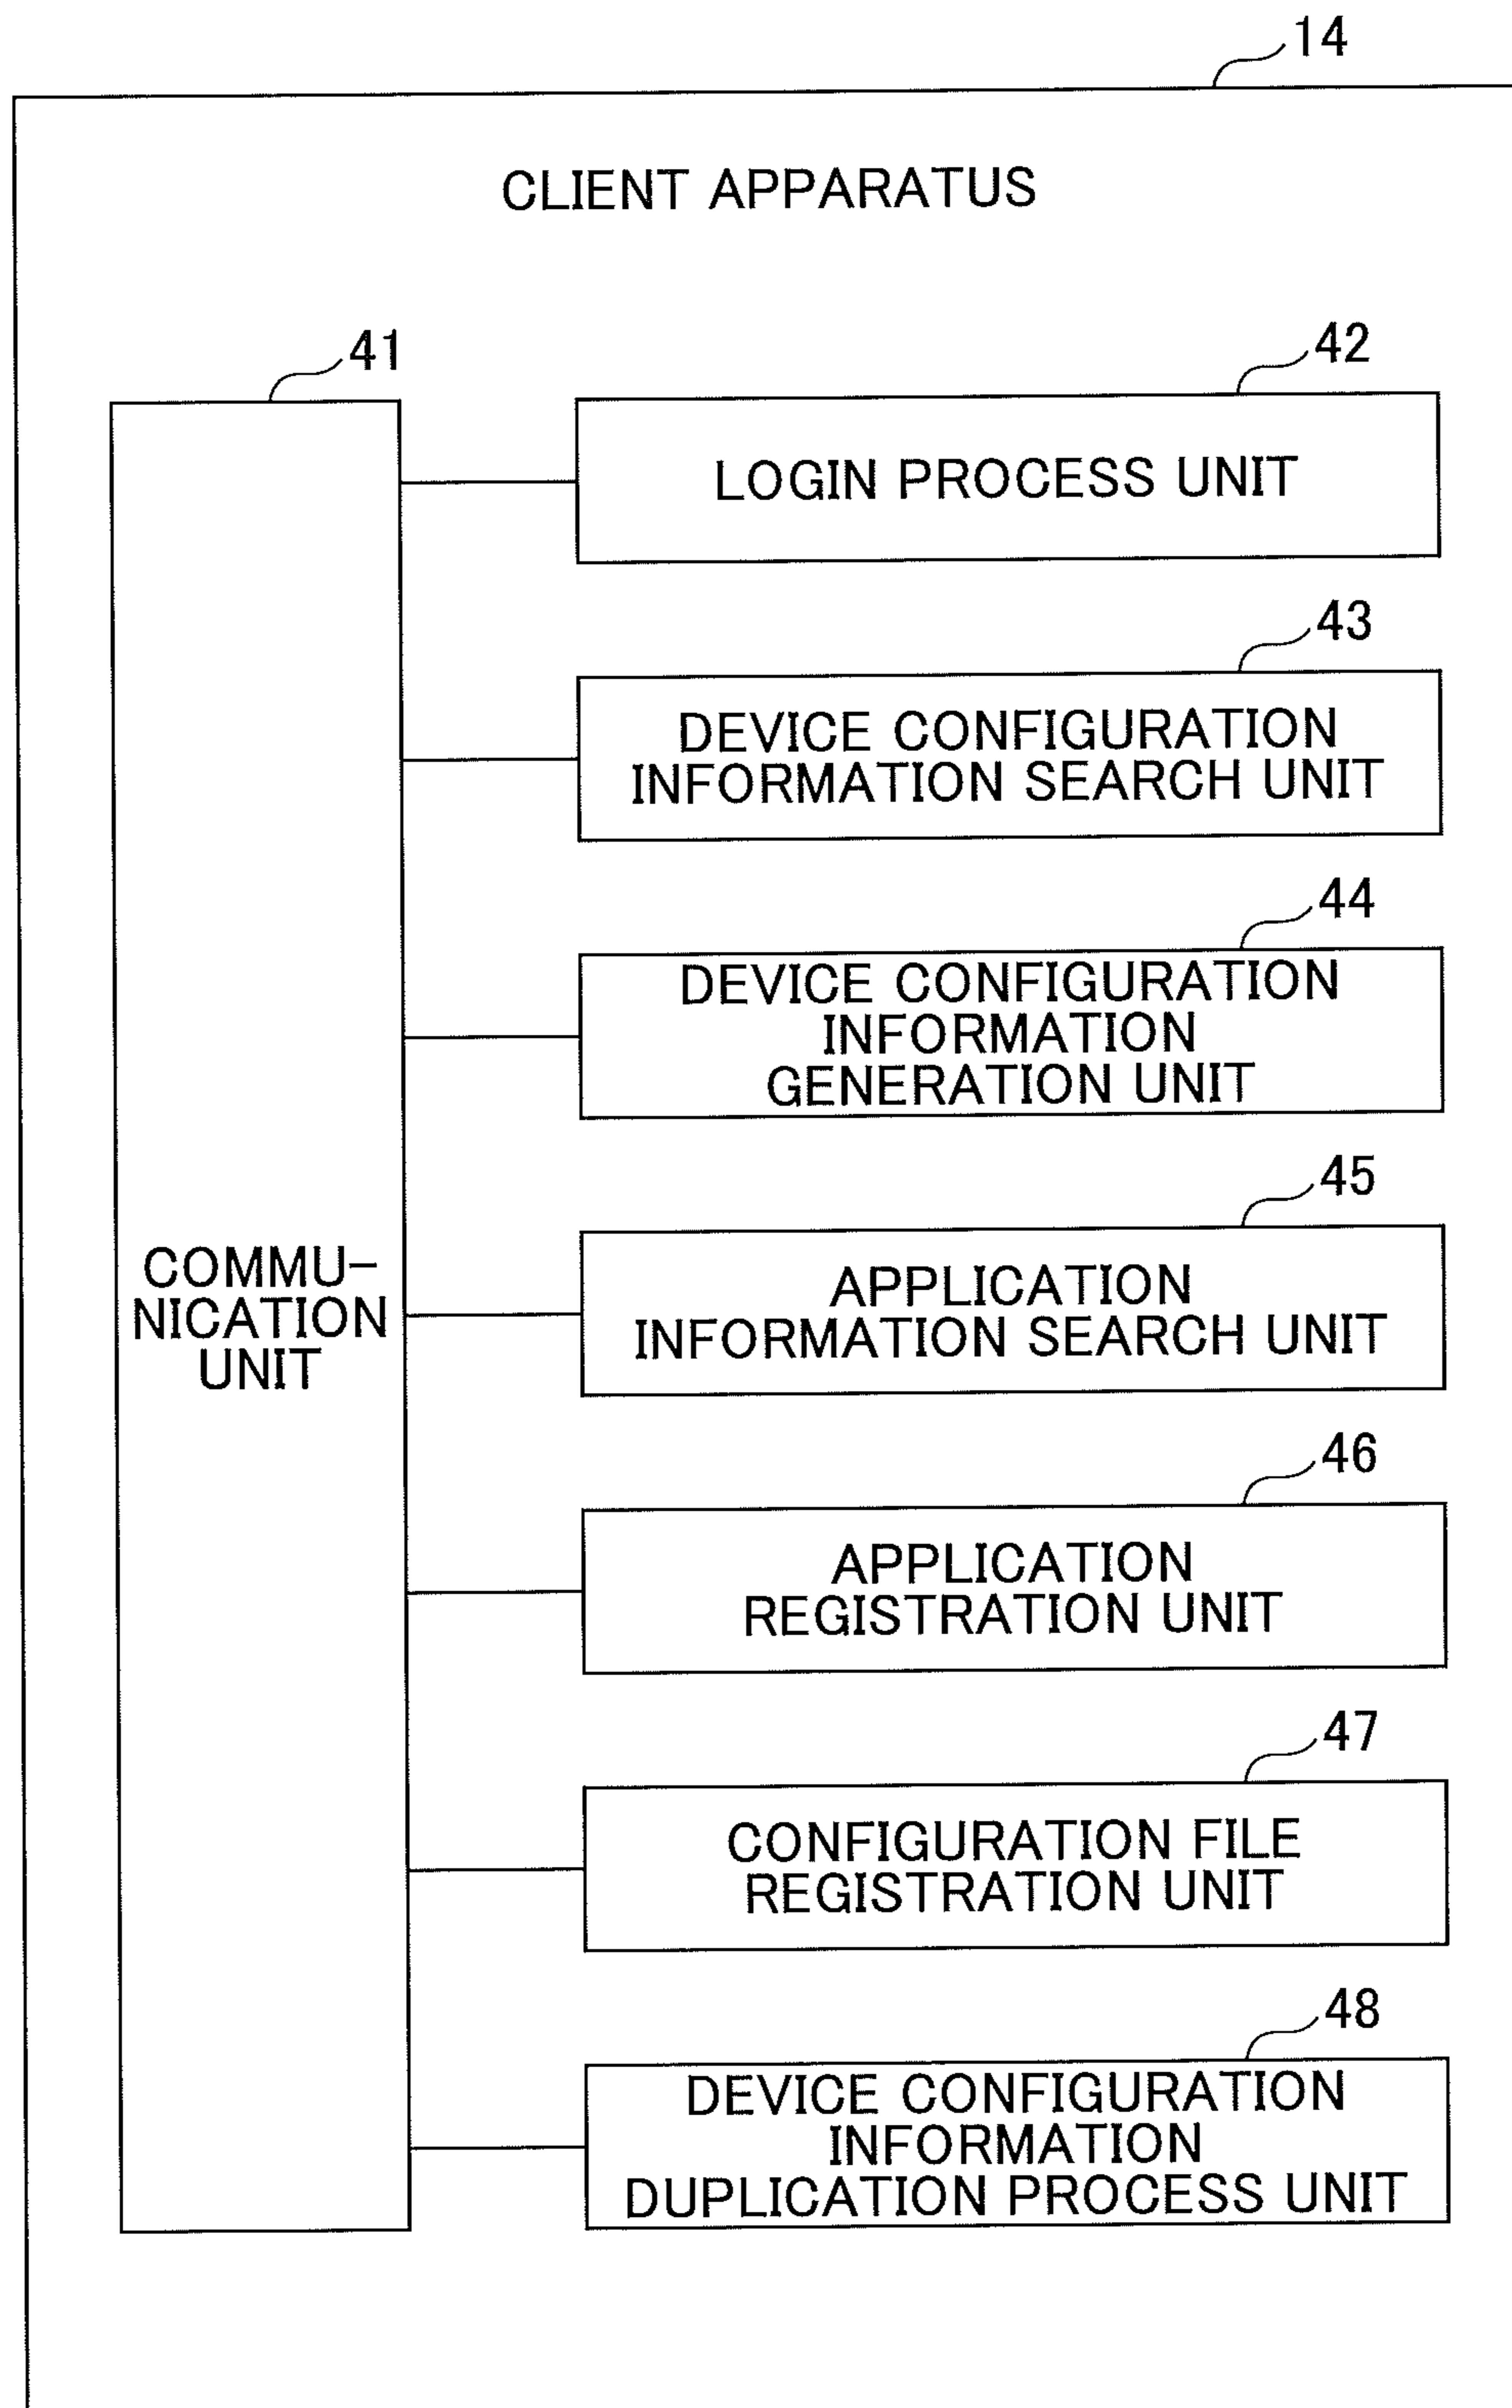 14
CLIENT APPARATUS
41
COMMU-
NICATION
UNIT
42
LOGIN PROCESS UNIT
43
DEVICE CONFIGURATION
INFORMATION SEARCH UNIT
44
DEVICE CONFIGURATION
INFORMATION
GENERATION UNIT
45
APPLICATION
INFORMATION SEARCH UNIT
46
APPLICATION
REGISTRATION UNIT
47
CONFIGURATION FILE
REGISTRATION UNIT
48
DEVICE CONFIGURATION
INFORMATION
DUPLICATION PROCESS UNIT